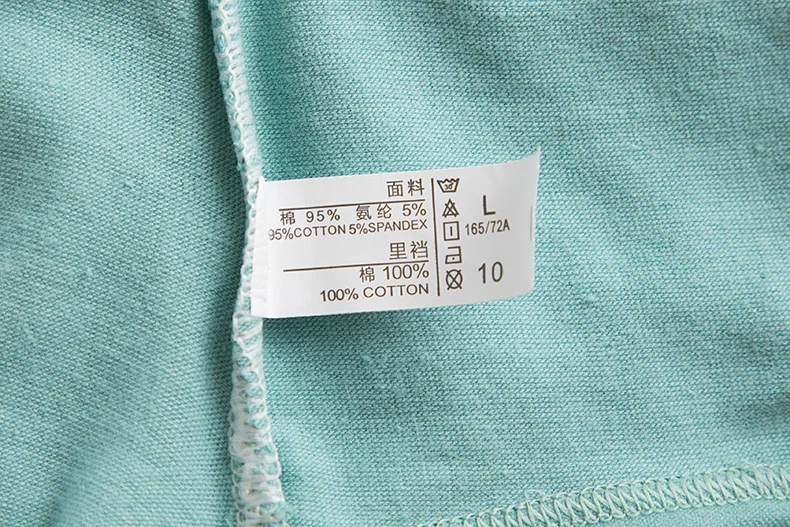 面料
棉 95% 氨纶 5%
95%COTTON 5%SPANDEX
里裆
棉 100%
100% COTTON
L
165/72A
10